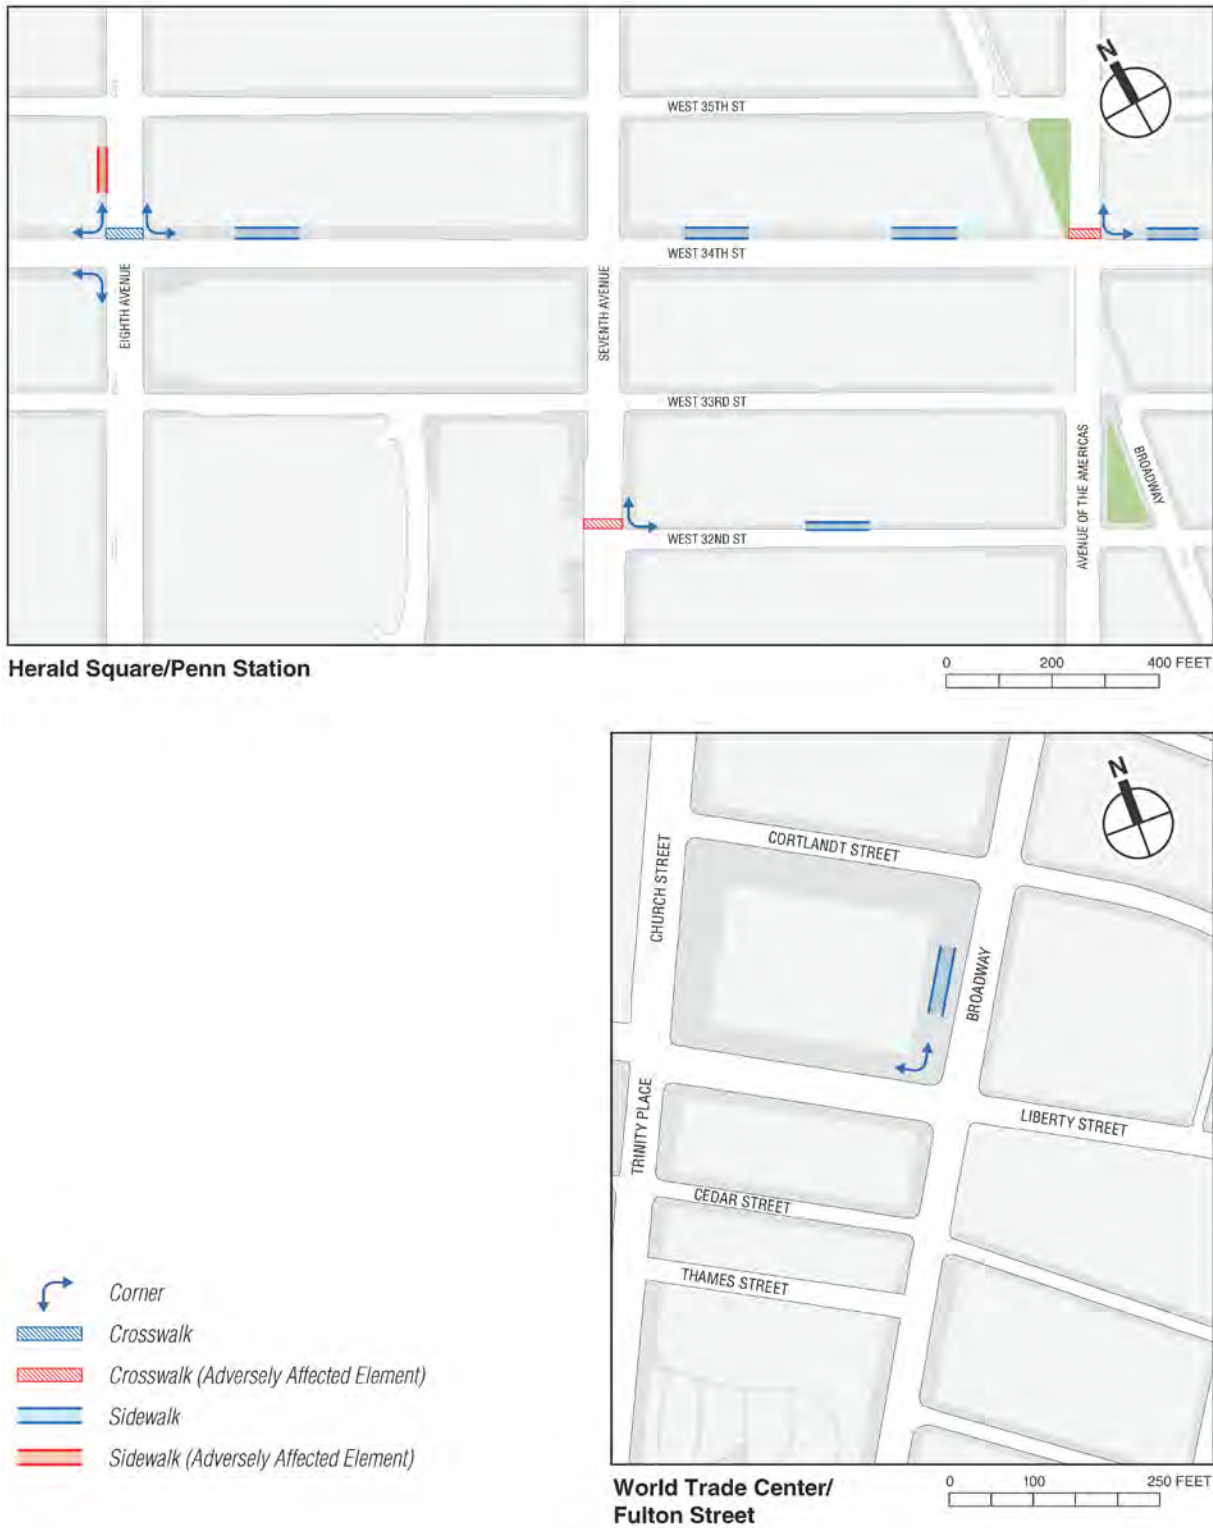 N
WEST 35TH ST
WEST 34TH ST
EIGHTH AVENUE
SEVENTH AVENUE
WEST 33RD ST
AVENUE OF THE AMERICAS
BROADWAY
WEST 32ND ST
Herald Square/Penn Station
0 200 400 FEET
N
CORTLANDT STREET
CHURCH STREET
BROADWAY
TRINITY PLACE
LIBERTY STREET
CEDAR STREET
THAMES STREET
Corner
Crosswalk
Crosswalk (Adversely Affected Element)
Sidewalk
Sidewalk (Adversely Affected Element)
World Trade Center/
Fulton Street
0 100 250 FEET